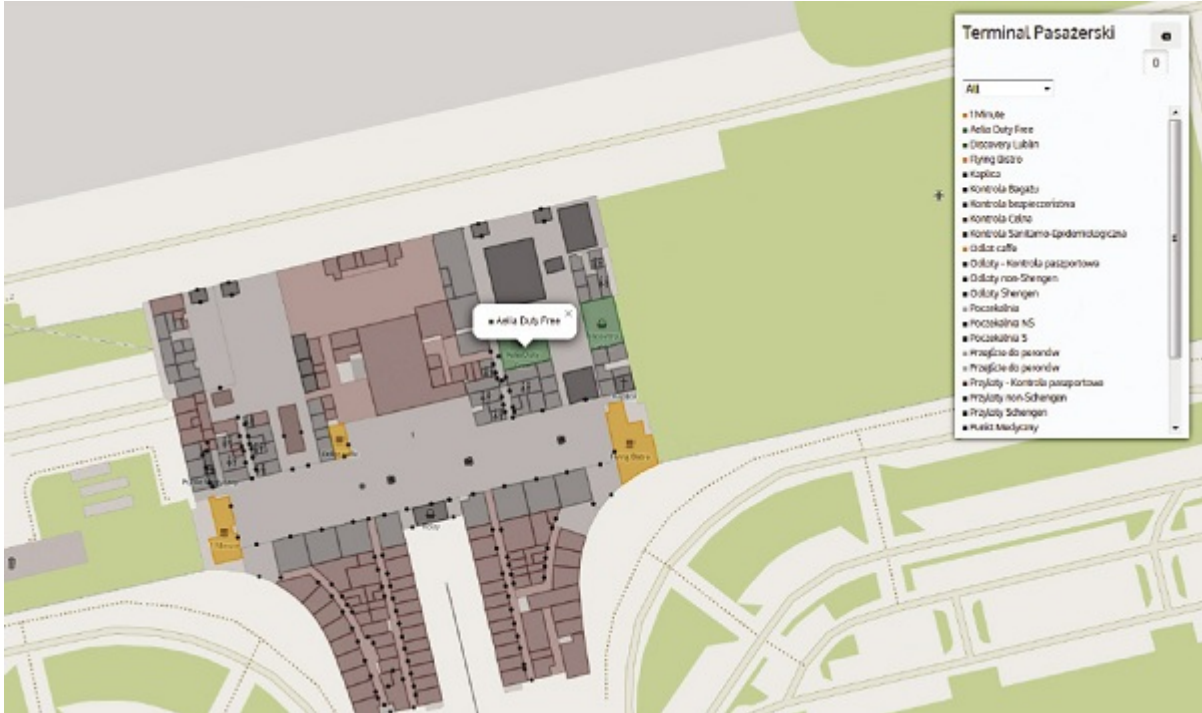 Terminal Pasażerski
0
All
1 Minute
Aelia Duty Free
Discovery Lublin
Flying Bistro
Kaplica
Kontrola Bagażu
Kontrola bezpieczeństwa
Kontrola Celna
Kontrola Sanitarno-Epidemiologiczna
Odlot caffe
Odloty - Kontrola paszportowa
Odloty non-Shengen
Odloty Shengen
Poczekalnia
Poczekalnia NS
Poczekalnia S
Przejście do peronów
Przejście do peronów
Przyloty - Kontrola paszportowa
Przyloty non-Schengen
Przyloty Schengen
Punkt Medyczny
Aelia Duty Free
Aelia Duty
Kaplica
Flying Bistro
1 Minute